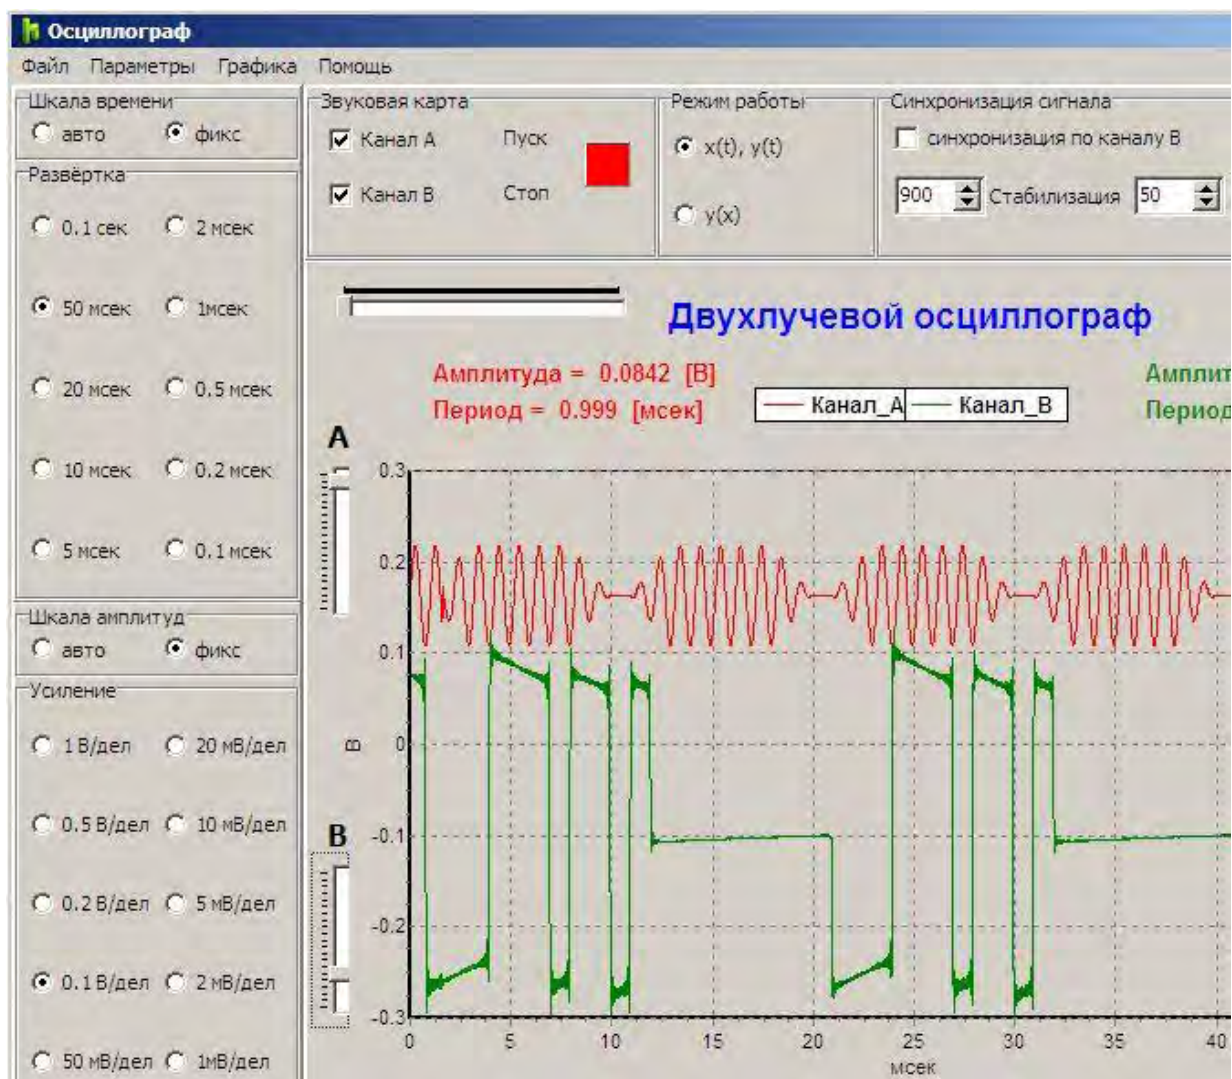 Осциллограф
Файл Параметры Графика Помощь
Шкала времени
авто фикс
Развёртка
0.1 сек 2 мсек
50 мсек 1мсек
20 мсек 0.5 мсек
10 мсек 0.2 мсек
5 мсек 0.1 мсек
Шкала амплитуд
авто фикс
Усиление
1 В/дел 20 мВ/дел
0.5 В/дел 10 мВ/дел
0.2 В/дел 5 мВ/дел
0.1 В/дел 2 мВ/дел
50 мВ/дел 1мВ/дел
Звуковая карта
Канал А Пуск
Канал В Стоп
Режим работы
x(t), y(t)
y(x)
Синхронизация сигнала
синхронизация по каналу В
900 Стабилизация 50
Двухлучевой осциллограф
Амплитуда = 0.0842 [В]
Период = 0.999 [мсек]
Канал_А Канал_В
Амплит
Период
А
В
0.3
0.2
0.1
0
-0.1
-0.2
-0.3
В
0 5 10 15 20 25 30 35 40
мсек